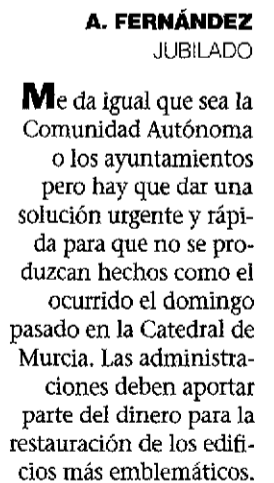 A. FERNÁNDEZ
JUBILADO
Me da igual que sea la
Comunidad Autónoma
o los ayuntamientos
pero hay que dar una
solución urgente y rápi-
da para que no se pro-
duzcan hechos como el
ocurrido el domingo
pasado en la Catedral de
Murcia. Las administra-
ciones deben aportar
parte del dinero para la
restauración de los edifi-
cios más emblemáticos.